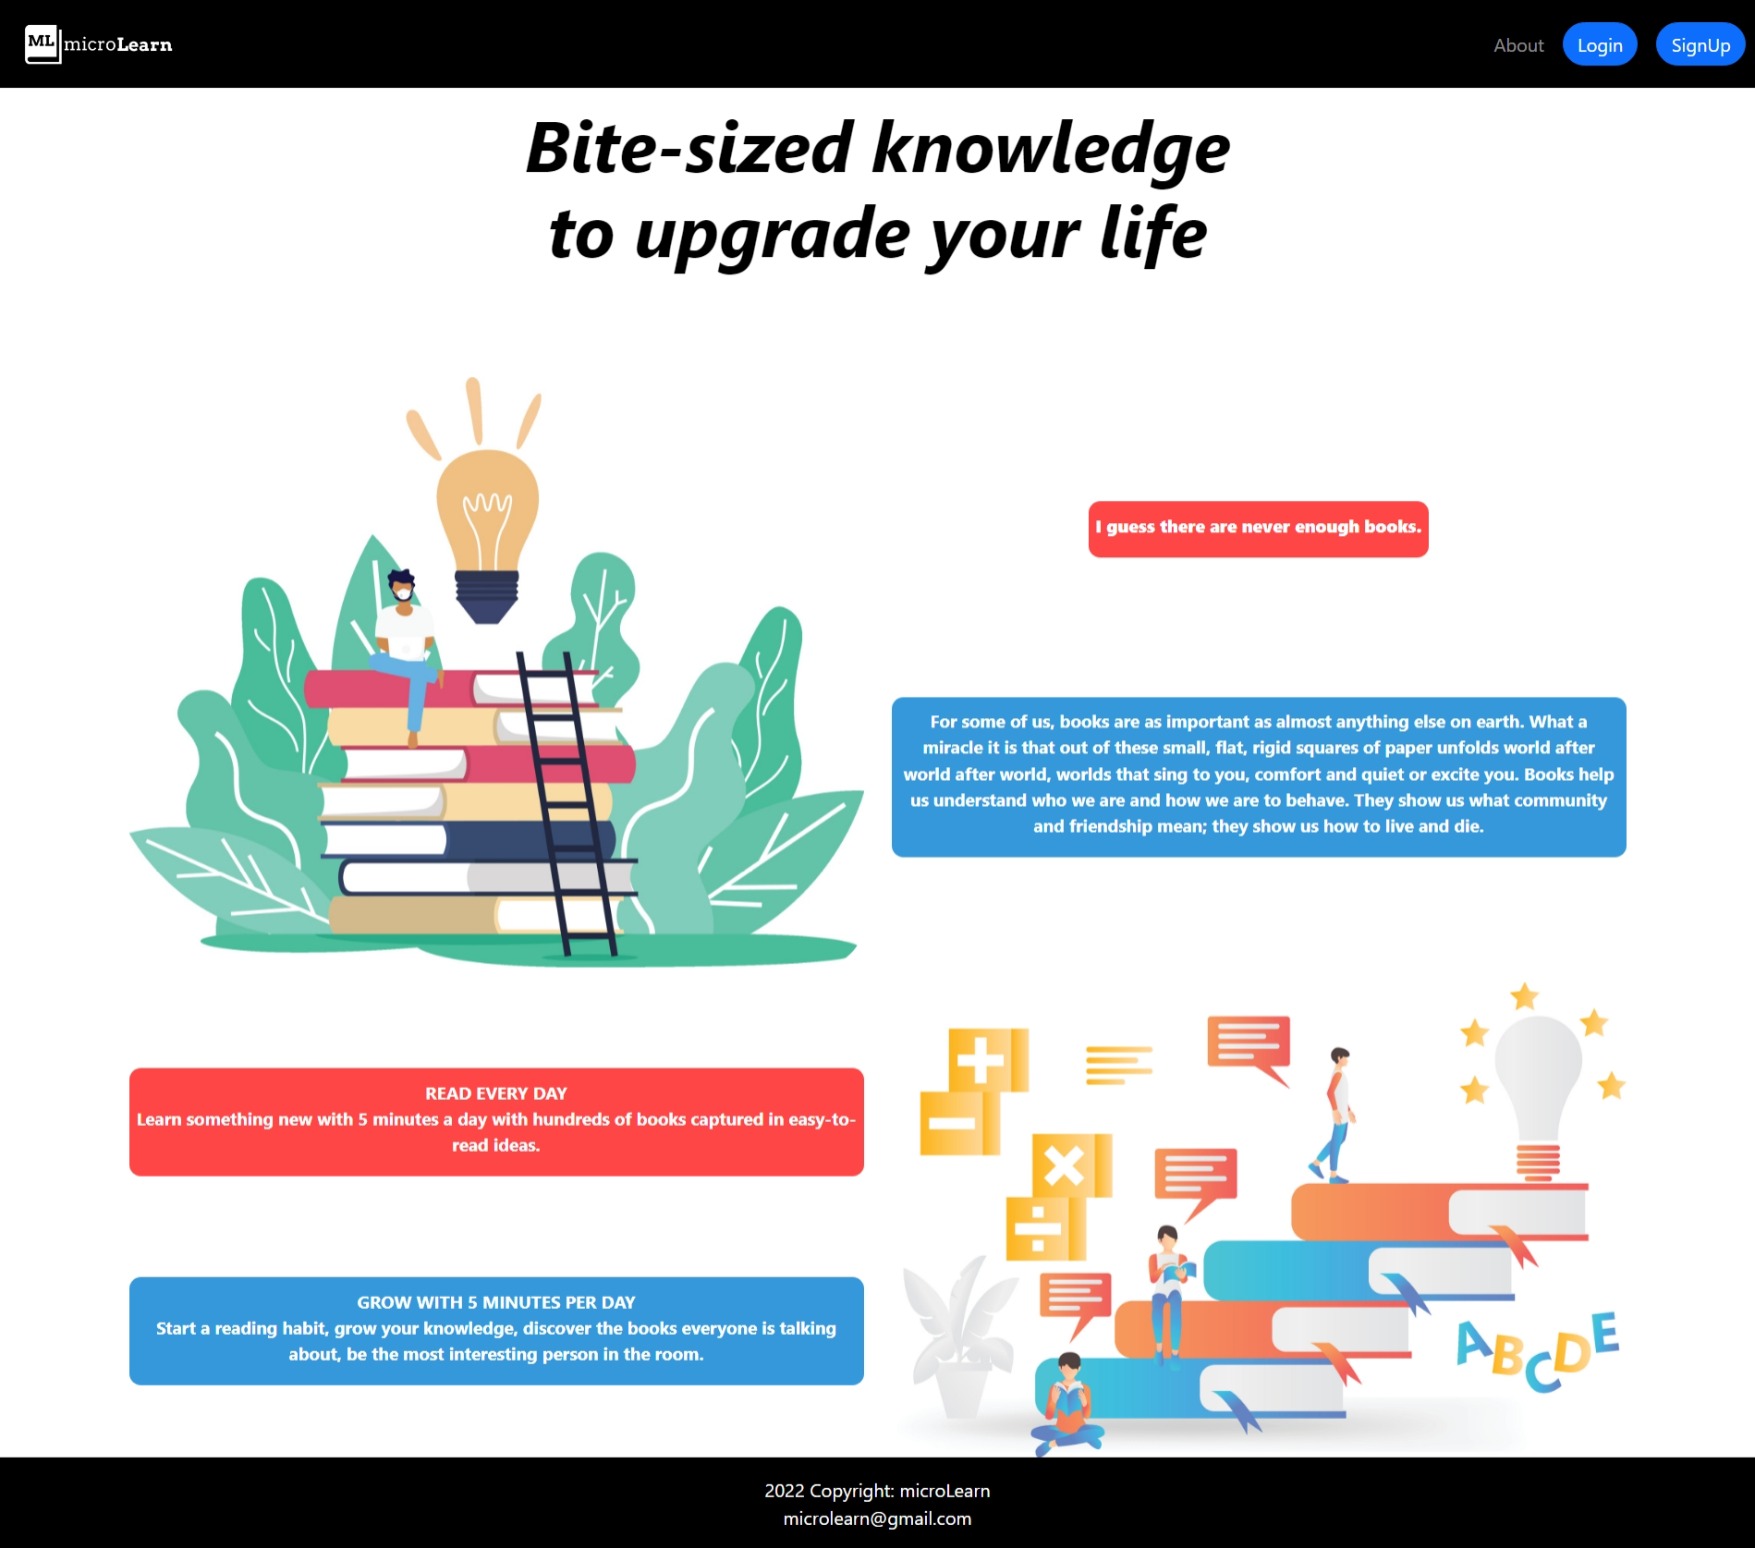 ML microLearn
About Login SignUp
Bite-sized knowledge
to upgrade your life
I guess there are never enough books.
For some of us, books are as important as almost anything else on earth. What a
miracle it is that out of these small, flat, rigid squares of paper unfolds world after
world after world, worlds that sing to you, comfort and quiet or excite you. Books help
us understand who we are and how we are to behave. They show us what community
and friendship mean; they show us how to live and die.
READ EVERY DAY
Learn something new with 5 minutes a day with hundreds of books captured in easy-to-
read ideas.
GROW WITH 5 MINUTES PER DAY
Start a reading habit, grow your knowledge, discover the books everyone is talking
about, be the most interesting person in the room.
ABCDE
2022 Copyright: microLearn
microlearn@gmail.com